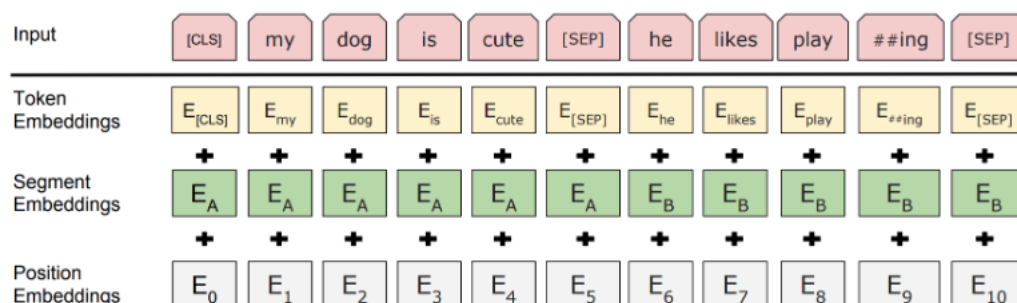 Input [CLS] my dog is cute [SEP] he likes play ##ing [SEP]
Token
Embeddings E[CLS] Emy Edog Eis Ecute E[SEP] Ehe Elikes Eplay E##ing E[SEP]
+ + + + + + + + + + +
Segment
Embeddings EA EA EA EA EA EA EB EB EB EB EB
+ + + + + + + + + + +
Position
Embeddings E0 E1 E2 E3 E4 E5 E6 E7 E8 E9 E10